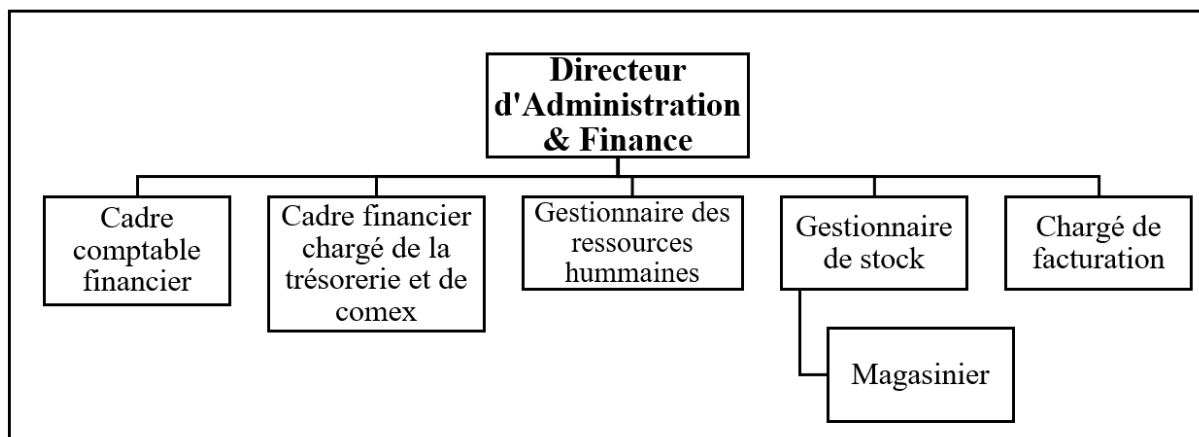 Directeur
d'Administration
& Finance
Cadre
comptable
financier
Cadre financier
chargé de la
trésorerie et de
comex
Gestionnaire des
ressources
hummaines
Gestionnaire
de stock
Chargé de
facturation
Magasinier